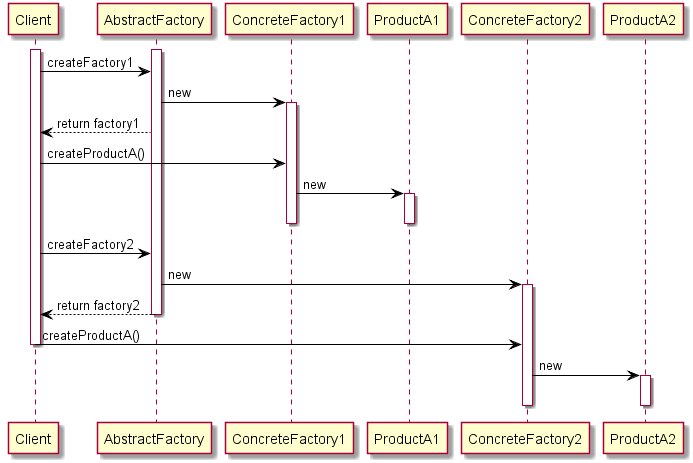 Client AbstractFactory ConcreteFactory1 ProductA1 ConcreteFactory2 ProductA2
createFactory1
new
return factory1
createProductA()
new
createFactory2
new
return factory2
createProductA()
new
Client AbstractFactory ConcreteFactory1 ProductA1 ConcreteFactory2 ProductA2